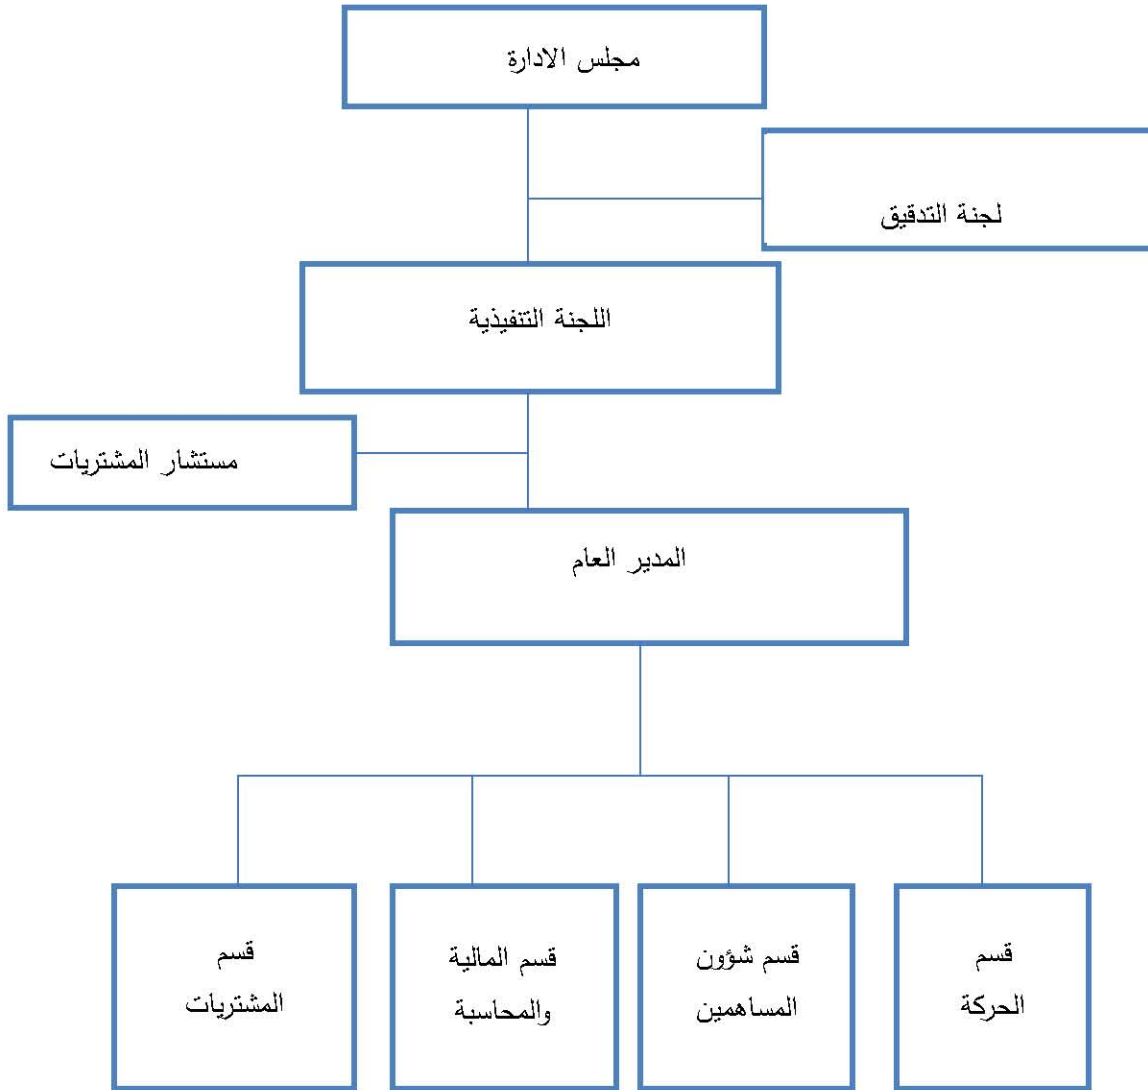 مجلس الادارة
لجنة التدقيق
اللجنة التنفيذية
مستشار المشتريات
المدير العام
قسم
الحركة
قسم شؤون
المساهمين
قسم المالية
والمحاسبة
قسم
المشتريات